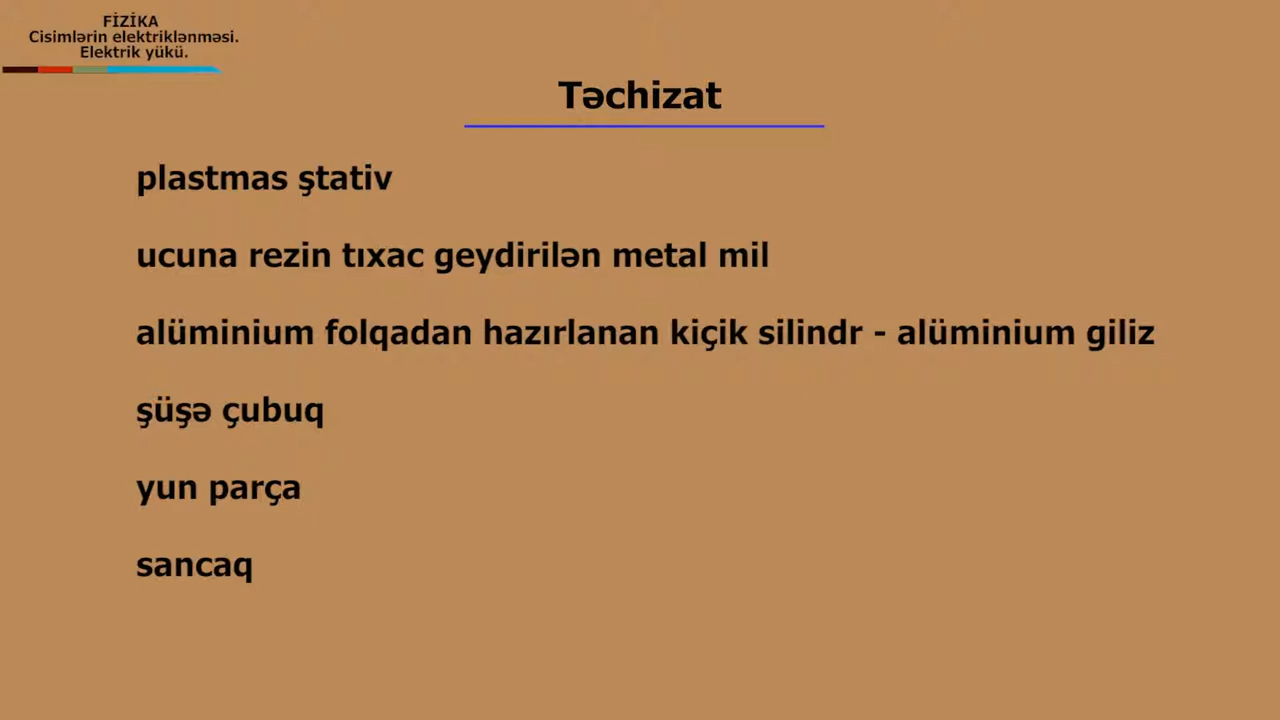 FİZİKA
Cisimlərin elektriklənməsi.
Elektrik yükü.
Təchizat
plastmas ştativ
ucuna rezin tıxac geydirilən metal mil
alüminium folqadan hazırlanan kiçik silindr - alüminium giliz
şüşə çubuq
yun parça
sancaq